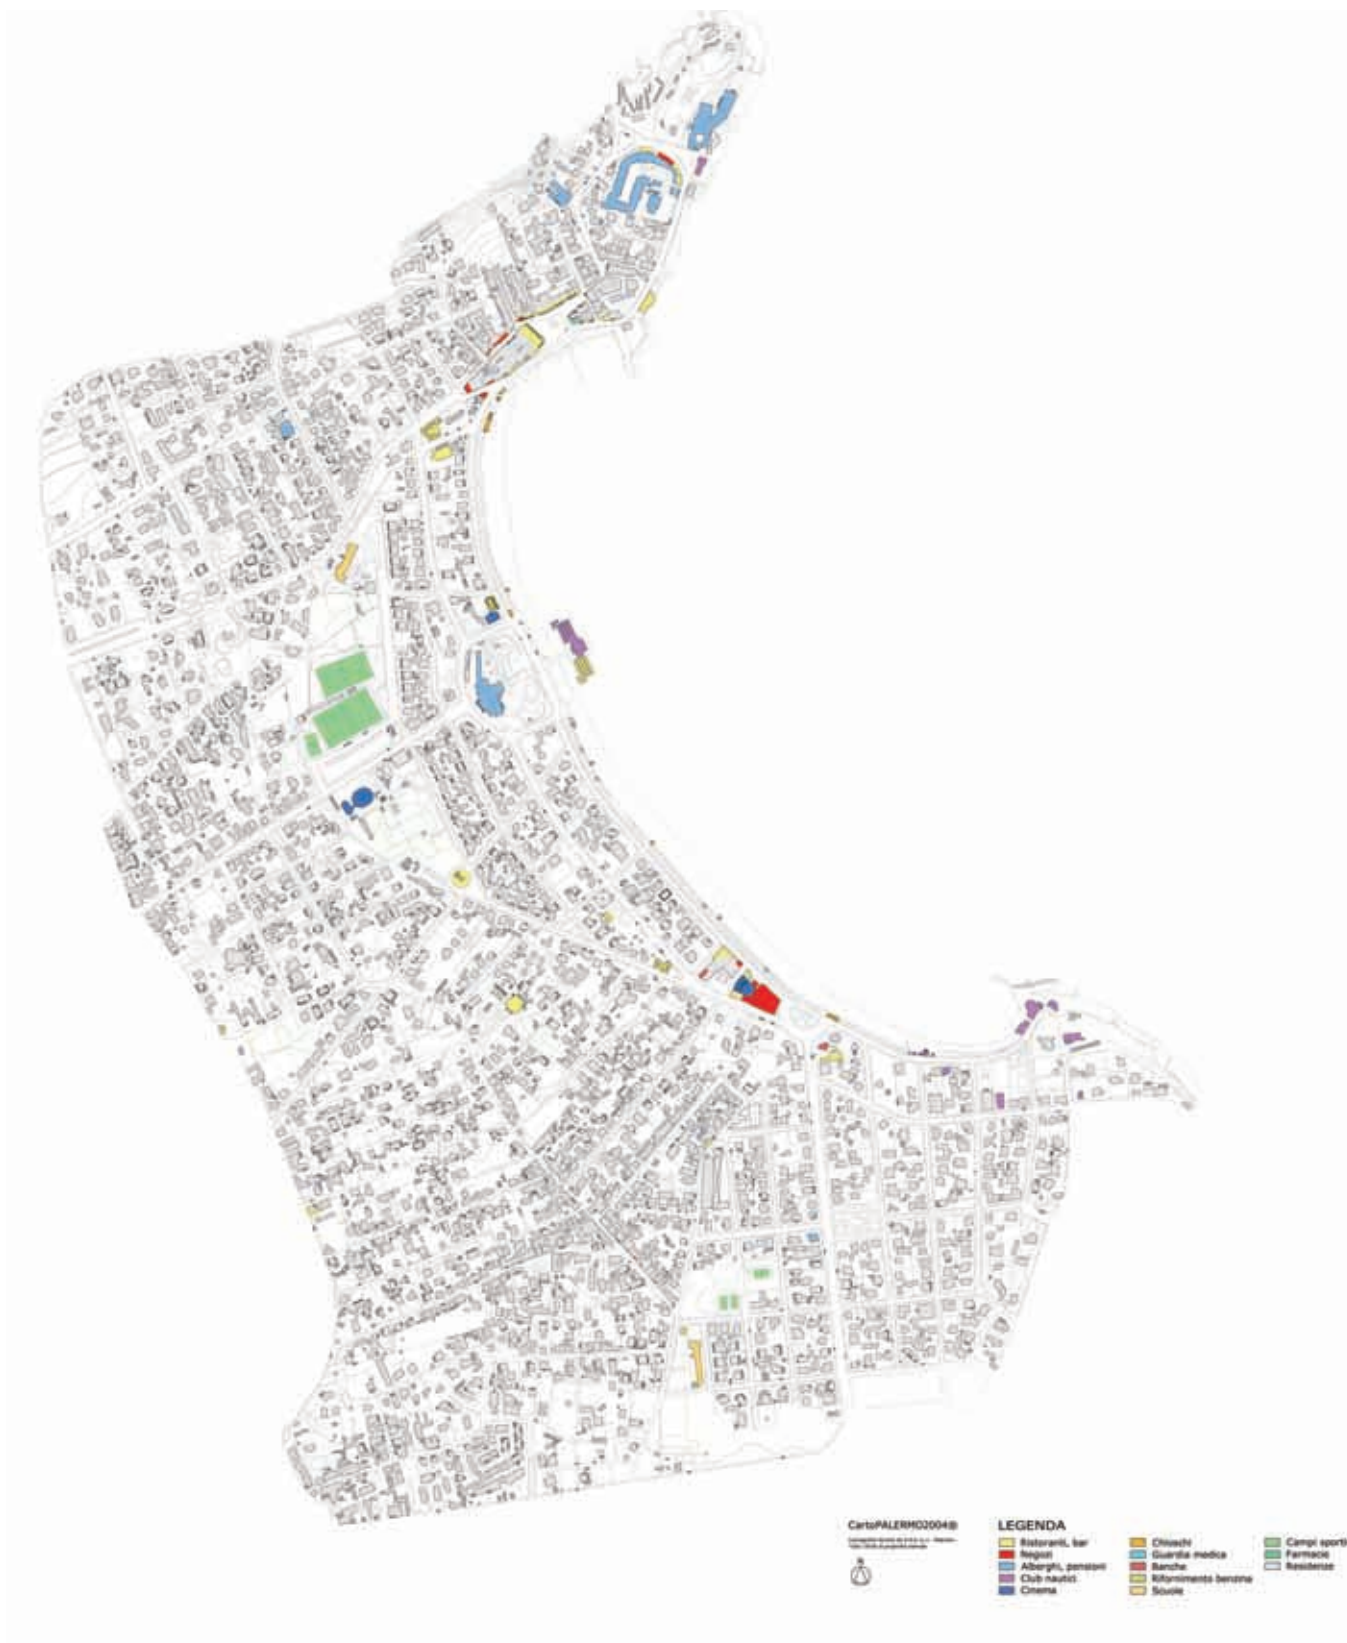 CartoPALERMO2004®
LEGENDA
Ristoranti, bar
Negozi
Alberghi, pensioni
Club nautici
Cinema
Chioschi
Guardia medica
Banche
Rifornimento benzina
Scuole
Campi sporti
Farmacie
Residenze